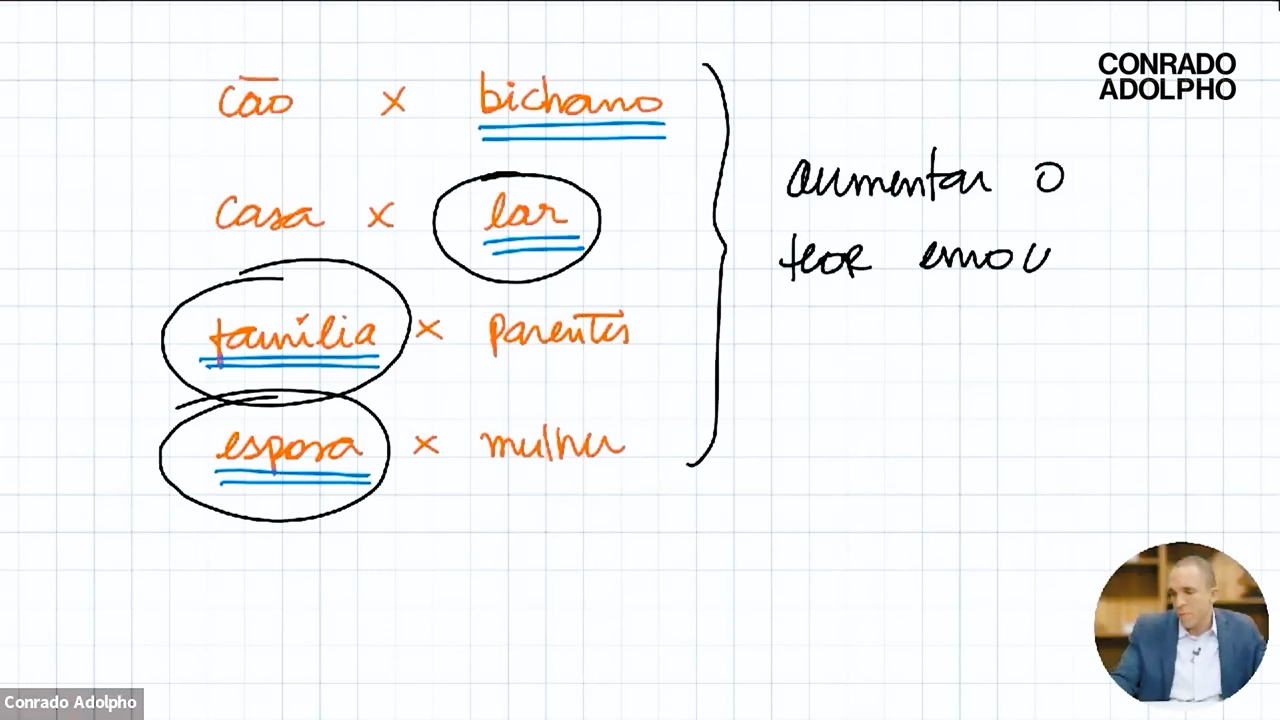 CONRADO
ADOLPHO
cão x bichano
casa x lar
família x parentes
esposa x mulher
aumentar o
teor emoc
Conrado Adolpho